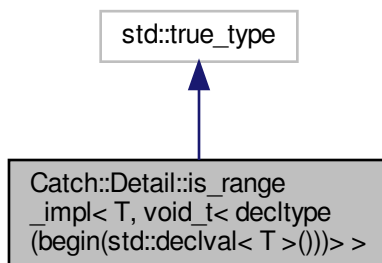 std::true_type
Catch::Detail::is_range
_impl< T, void_t< decltype
(begin(std::declval< T >()))> >